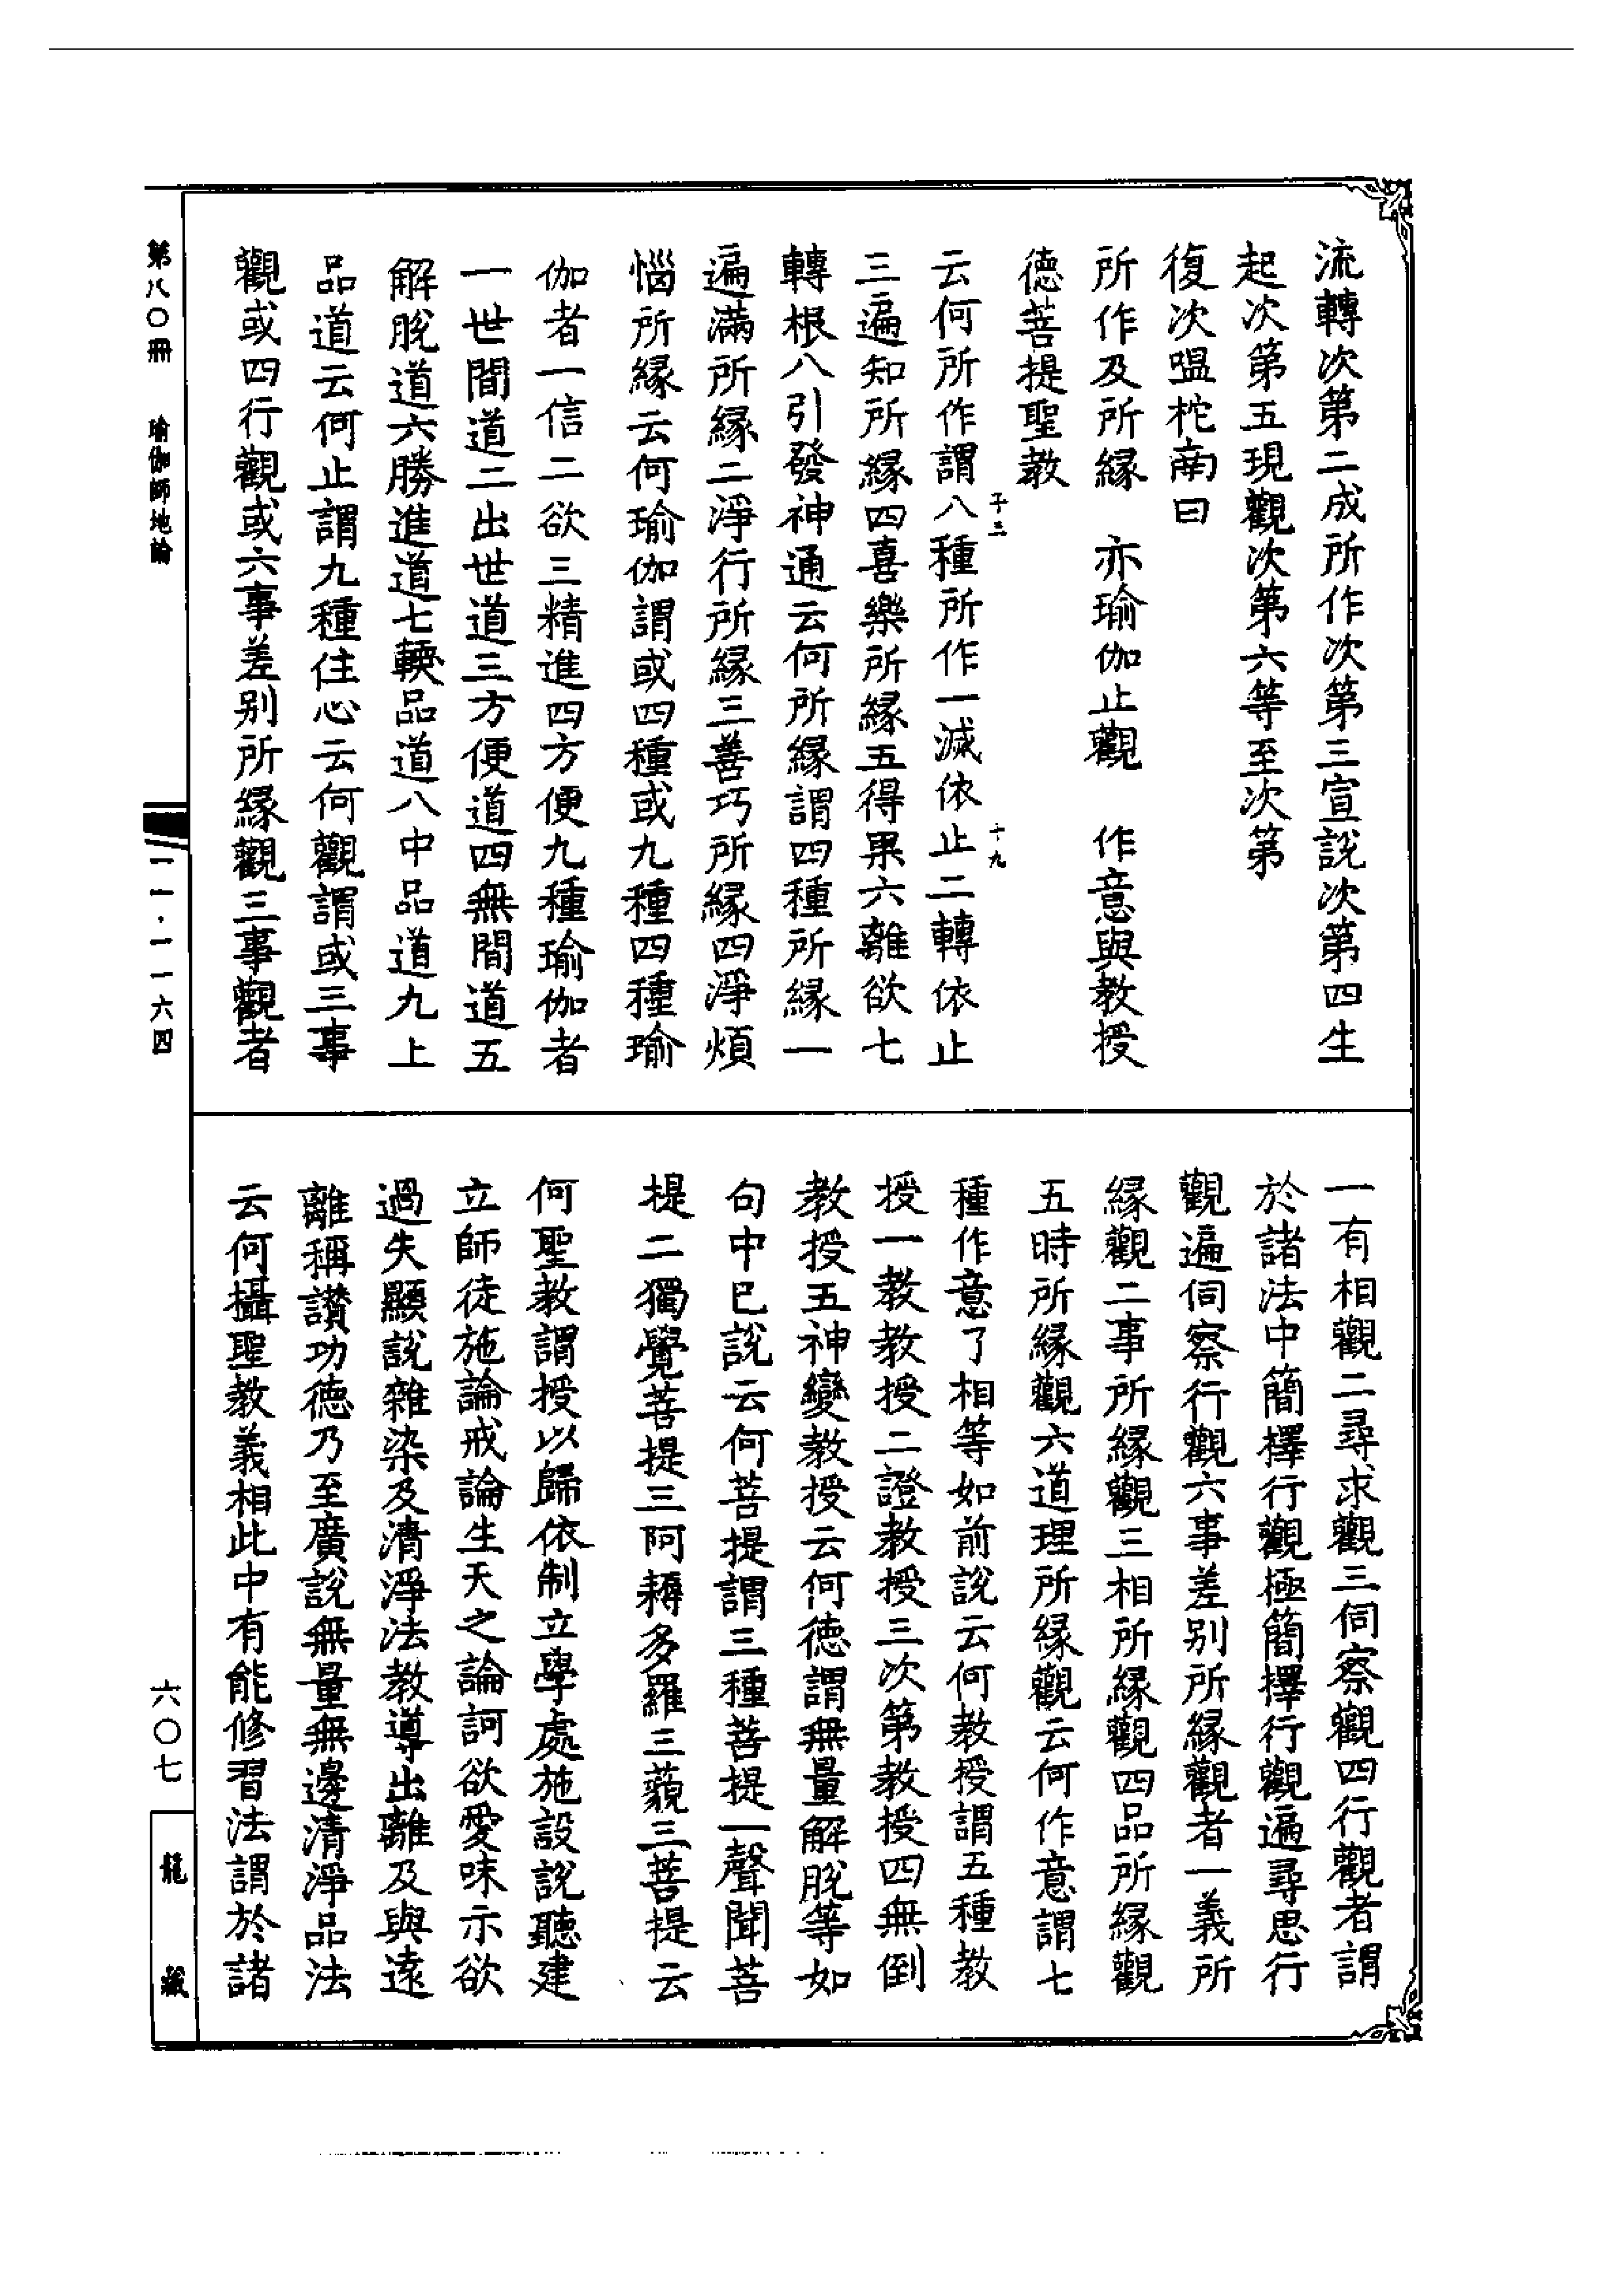 流轉次第二成所作次第三宣說次第四生
起次第五現觀次第六等至次第
復次嗢柁南曰
所作及所緣　亦瑜伽止觀　作意與教授
德菩提聖教
子三　十九
云何所作謂八種所作一滅依止二轉依止
三遍知所緣四喜樂所緣五得果六離欲七
轉根八引發神通云何所緣謂四種所緣一
遍滿所緣二淨行所緣三善巧所緣四淨煩
惱所緣云何瑜伽謂或四種或九種四種瑜
伽者一信二欲三精進四方便九種瑜伽者
一世間道二出世道三方便道四無間道五
解脫道六勝進道七輭品道八中品道九上
品道云何止謂九種住心云何觀謂或三事
觀或四行觀或六事差別所緣觀三事觀者
一有相觀二尋求觀三伺察觀四行觀者謂
於諸法中簡擇行觀極簡擇行觀遍尋思行
觀遍伺察行觀六事差別所緣觀者一義所
緣觀二事所緣觀三相所緣觀四品所緣觀
五時所緣觀六道理所緣觀云何作意謂七
種作意了相等如前說云何教授謂五種教
授一教教授二證教授三次第教授四無倒
教授五神變教授云何德謂無量解脫等如
句中已說云何菩提謂三種菩提一聲聞菩
提二獨覺菩提三阿耨多羅三藐三菩提云
何聖教謂授以歸依制立學處施設說聽建
立師徒施論戒論生天之論訶欲愛味示欲
過失顯說雜染及清淨法教導出離及與遠
離稱讚功德乃至廣說無量無邊清淨品法
云何攝聖教義相此中有能修習法謂於諸
第八〇冊　瑜伽師地論
一一·一一六四
六〇七
龍藏